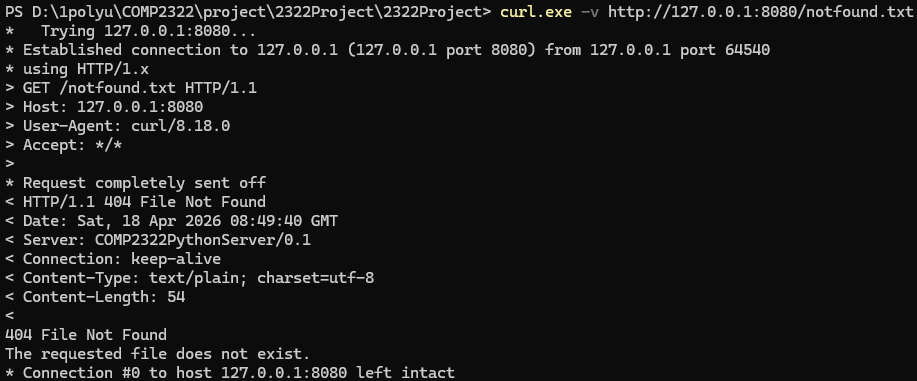 PS D:\1polyu\COMP2322\project\2322Project\2322Project> curl.exe -v http://127.0.0.1:8080/notfound.txt
*   Trying 127.0.0.1:8080...
* Established connection to 127.0.0.1 (127.0.0.1 port 8080) from 127.0.0.1 port 64540
* using HTTP/1.x
> GET /notfound.txt HTTP/1.1
> Host: 127.0.0.1:8080
> User-Agent: curl/8.18.0
> Accept: */*
>
* Request completely sent off
< HTTP/1.1 404 File Not Found
< Date: Sat, 18 Apr 2026 08:49:40 GMT
< Server: COMP2322PythonServer/0.1
< Connection: keep-alive
< Content-Type: text/plain; charset=utf-8
< Content-Length: 54
<
404 File Not Found
The requested file does not exist.
* Connection #0 to host 127.0.0.1:8080 left intact